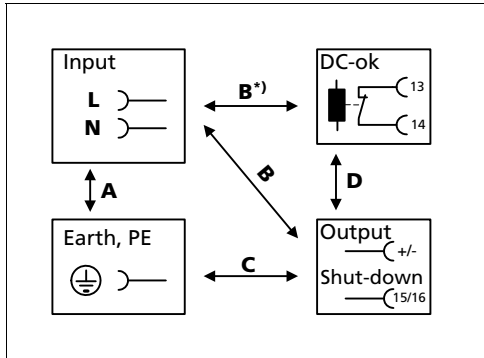 Input
L
N
B*)
DC-ok
13
14
A
B
D
Earth, PE
C
Output
+/-
Shut-down
15/16